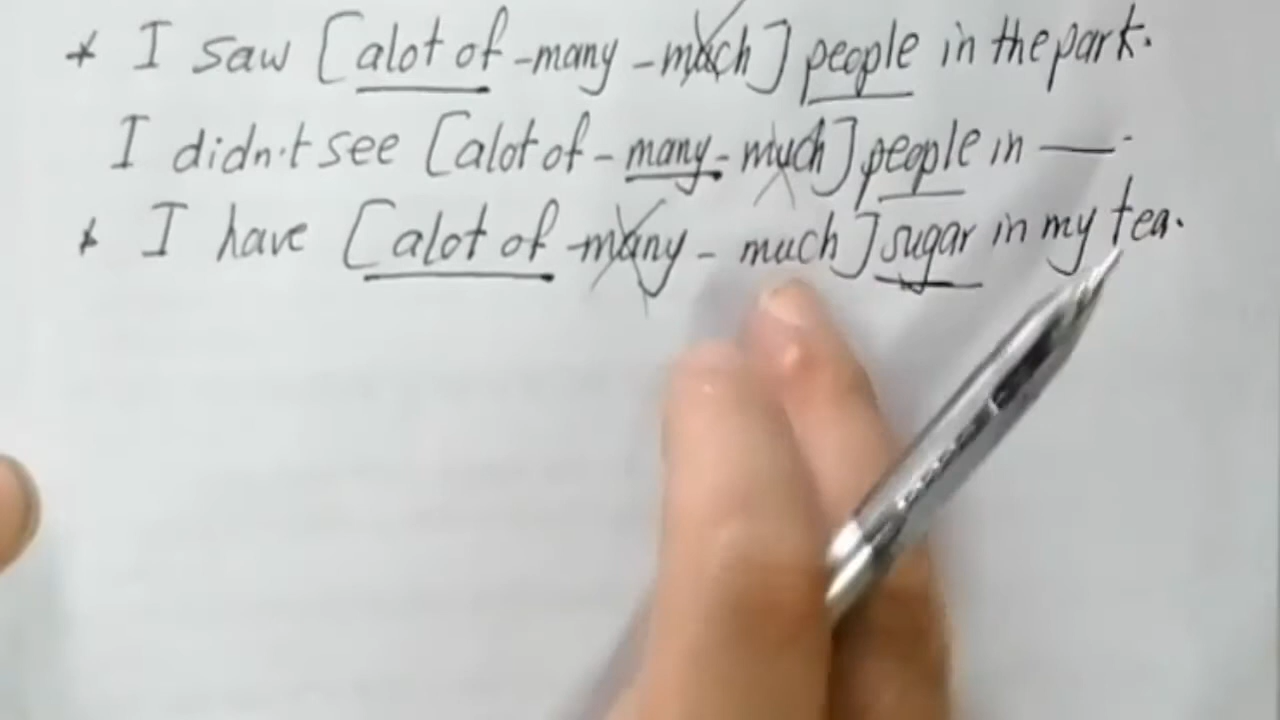 * I saw [alot of - many - much] people in the park.
I didn't see [alot of - many - much] people in —.
* I have [alot of - many - much] sugar in my tea.